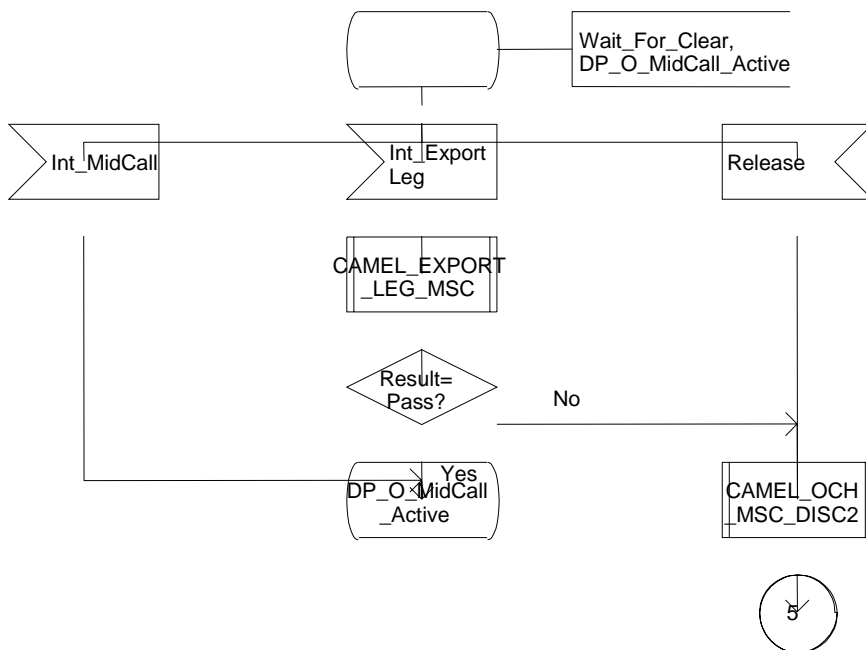 Wait_For_Clear,
DP_O_MidCall_Active
Int_MidCall
Int_Export
Leg
Release
CAMEL_EXPORT
_LEG_MSC
Result=
Pass?
No
Yes
DP_O_MidCall
_Active
CAMEL_OCH
_MSC_DISC2
5